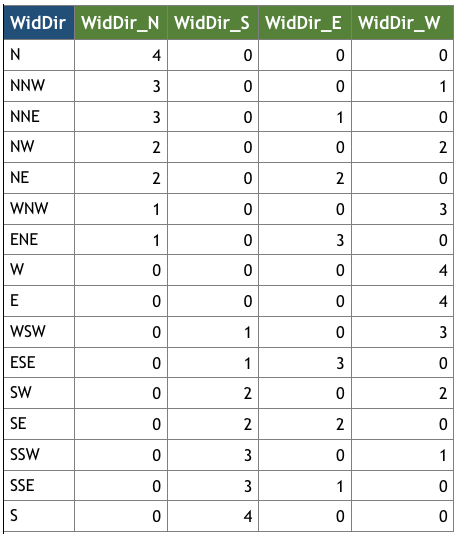 WidDir WidDir_N WidDir_S WidDir_E WidDir_W
N 4 0 0 0
NNW 3 0 0 1
NNE 3 0 1 0
NW 2 0 0 2
NE 2 0 2 0
WNW 1 0 0 3
ENE 1 0 3 0
W 0 0 0 4
E 0 0 0 4
WSW 0 1 0 3
ESE 0 1 3 0
SW 0 2 0 2
SE 0 2 2 0
SSW 0 3 0 1
SSE 0 3 1 0
S 0 4 0 0